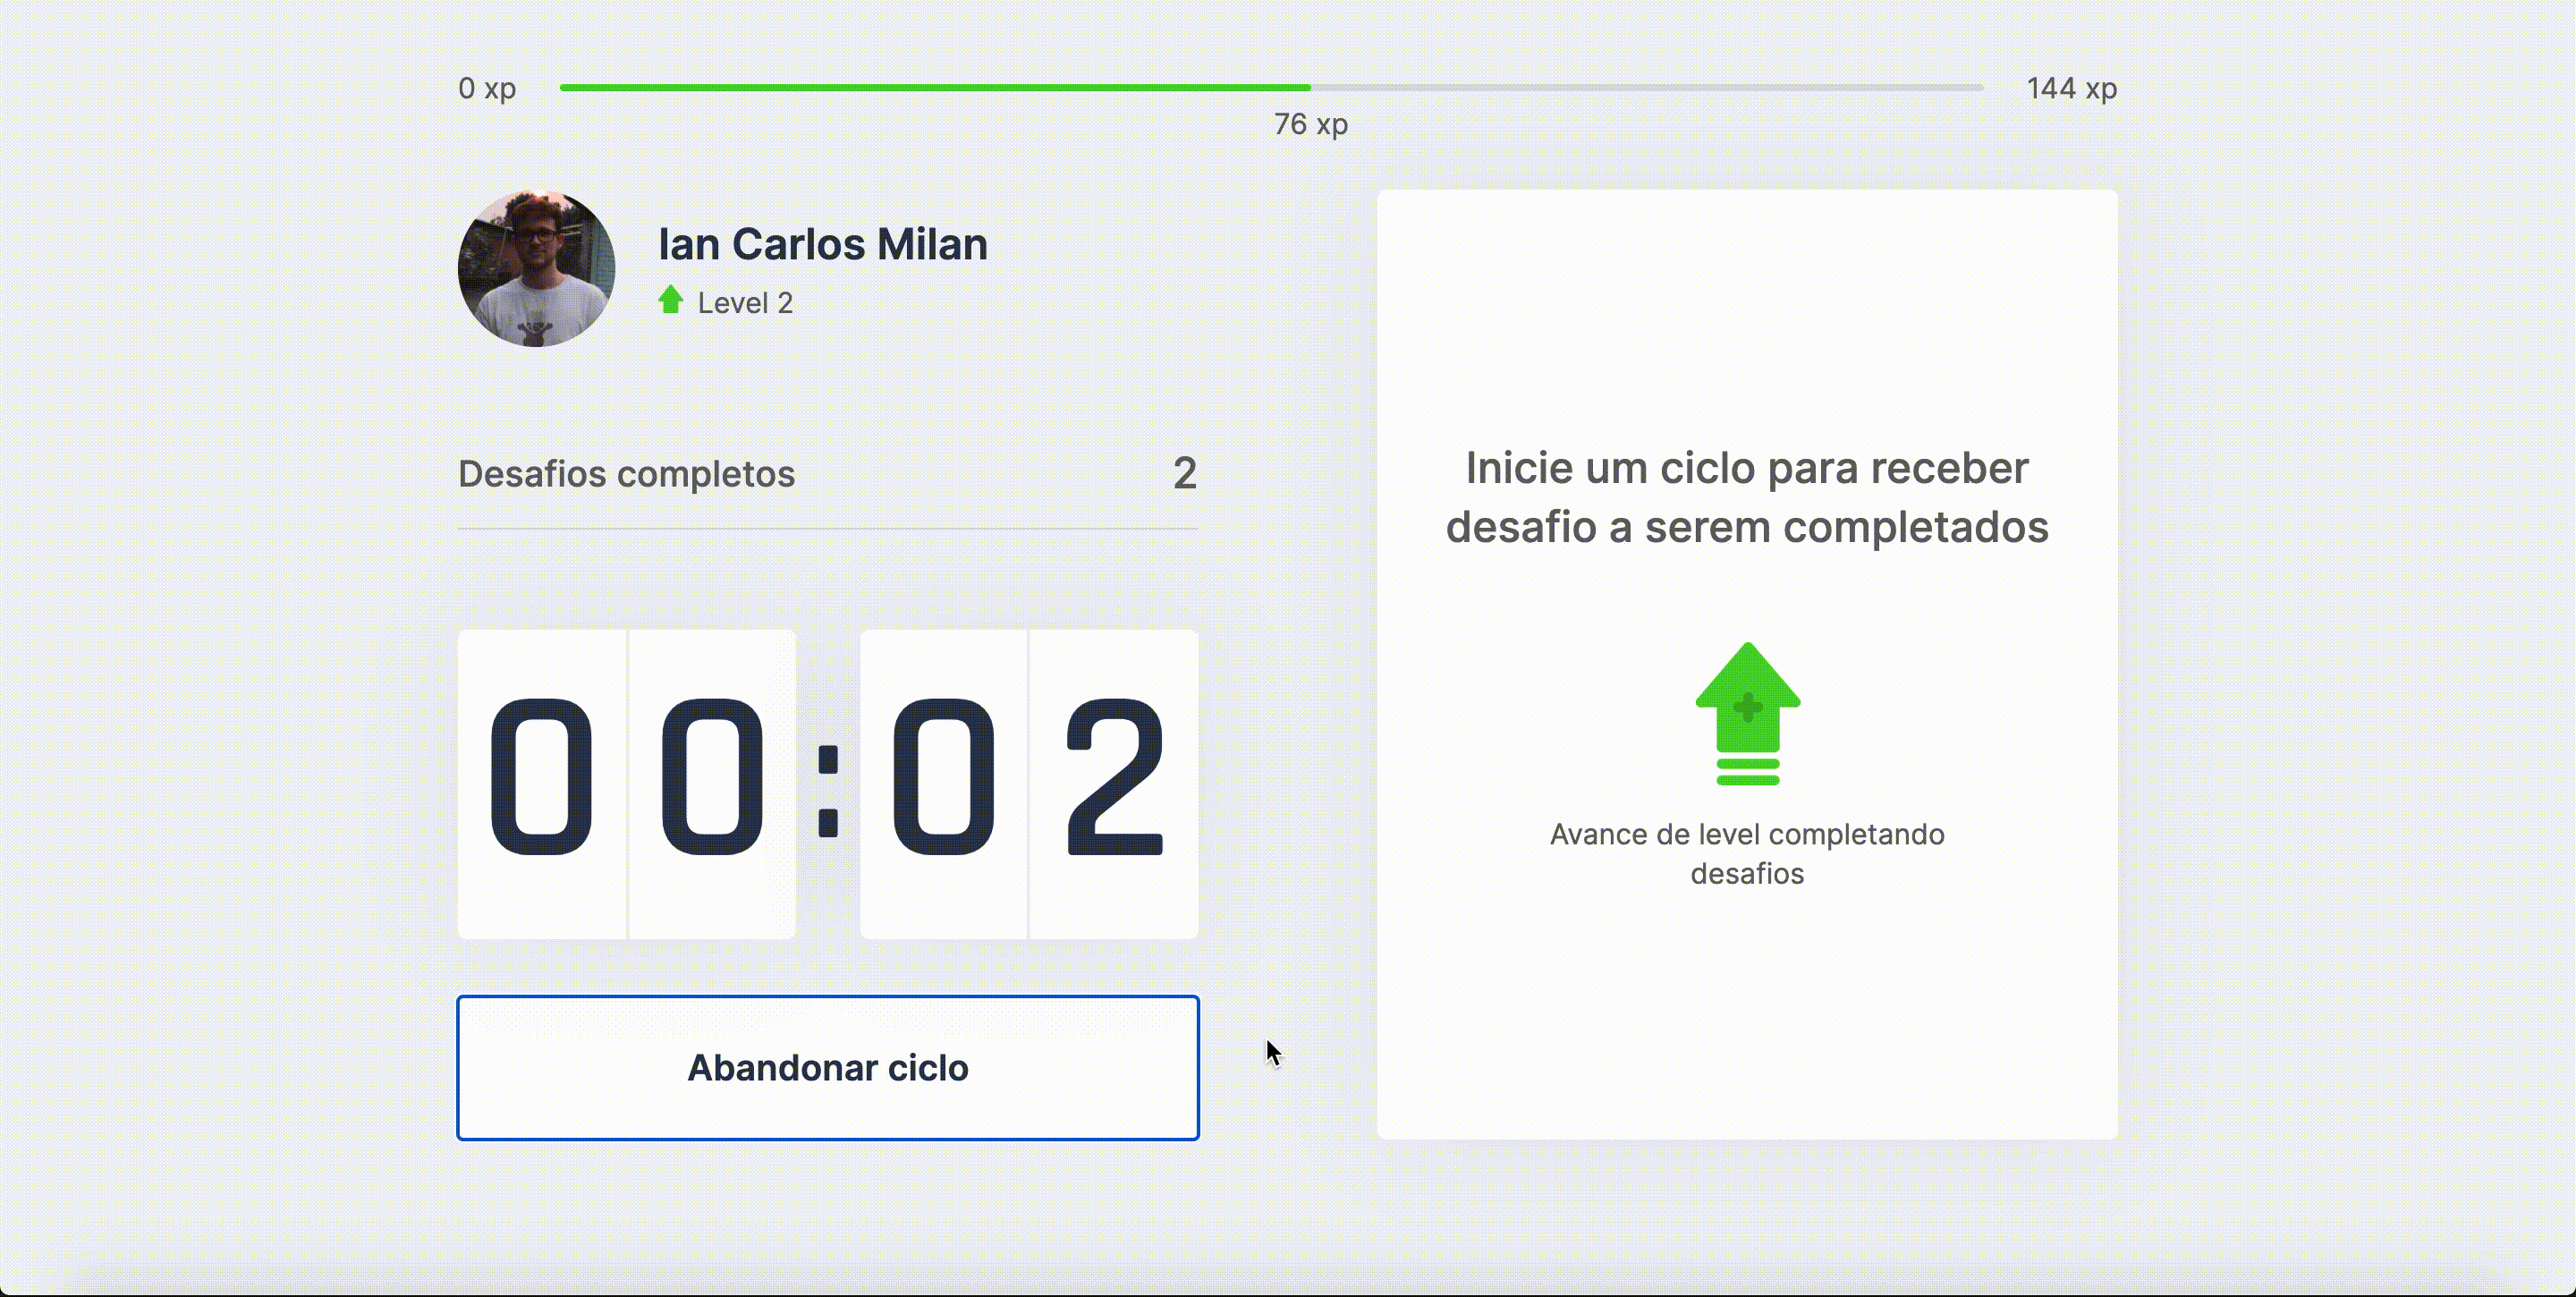 0 xp
144 xp
76 xp
Ian Carlos Milan
Level 2
Desafios completos
2
00:02
Abandonar ciclo
Inicie um ciclo para receber
desafio a serem completados
Avance de level completando
desafios